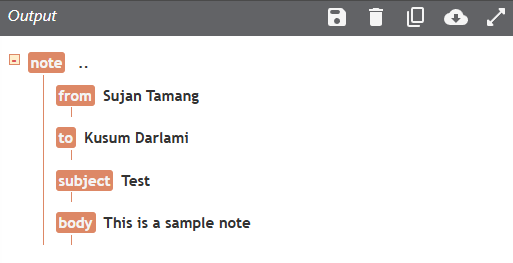 Output
note ..
from Sujan Tamang
to Kusum Darlami
subject Test
body This is a sample note